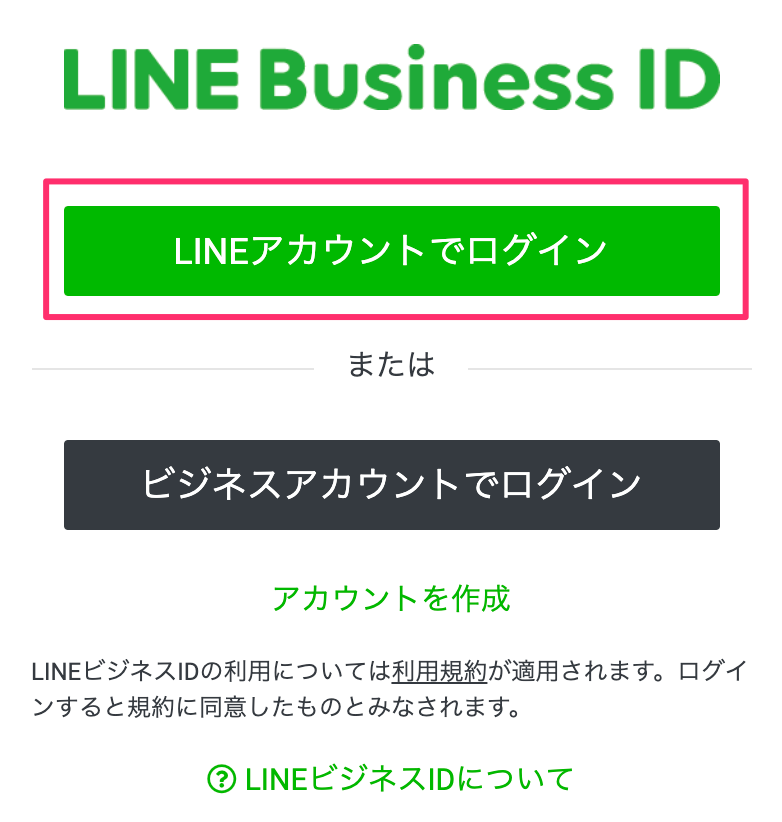 LINE Business ID
LINEアカウントでログイン
または
ビジネスアカウントでログイン
アカウントを作成
LINEビジネスIDの利用については利用規約が適用されます。ログイ
ンすると規約に同意したものとみなされます。
? LINEビジネスIDについて